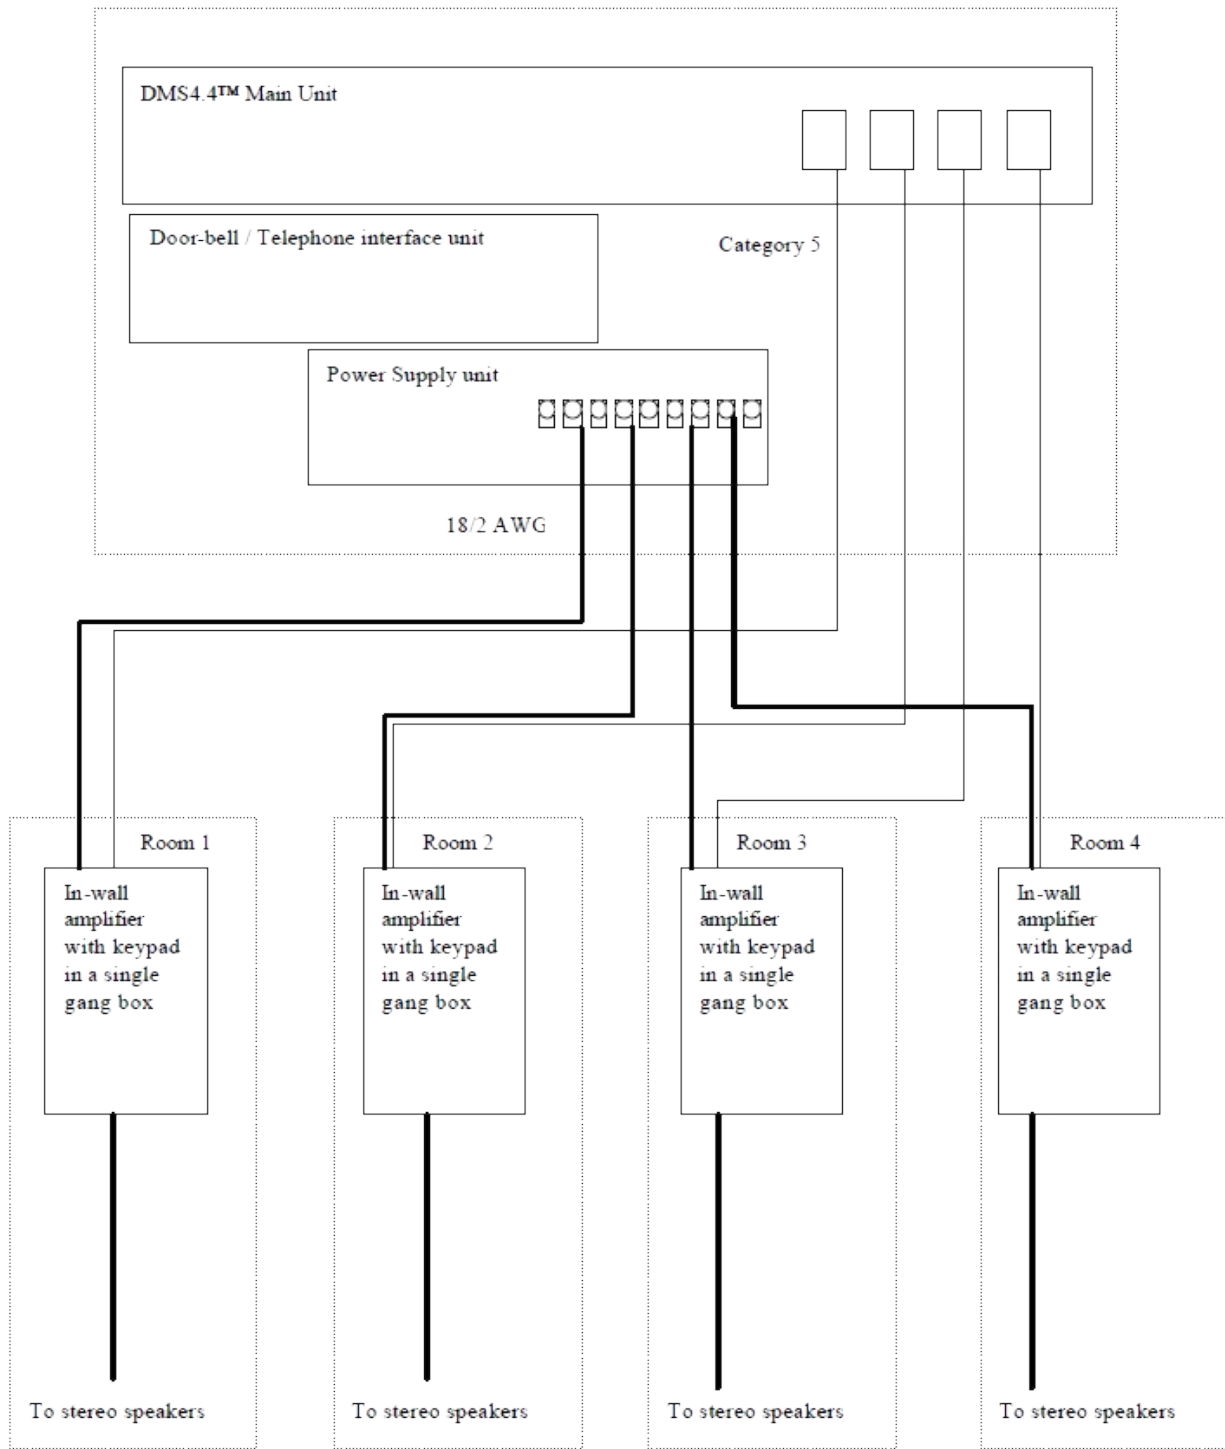 DMS4.4™ Main Unit
Door-bell / Telephone interface unit
Category 5
Power Supply unit
18/2 AWG
Room 1
In-wall
amplifier
with keypad
in a single
gang box
To stereo speakers
Room 2
In-wall
amplifier
with keypad
in a single
gang box
To stereo speakers
Room 3
In-wall
amplifier
with keypad
in a single
gang box
To stereo speakers
Room 4
In-wall
amplifier
with keypad
in a single
gang box
To stereo speakers